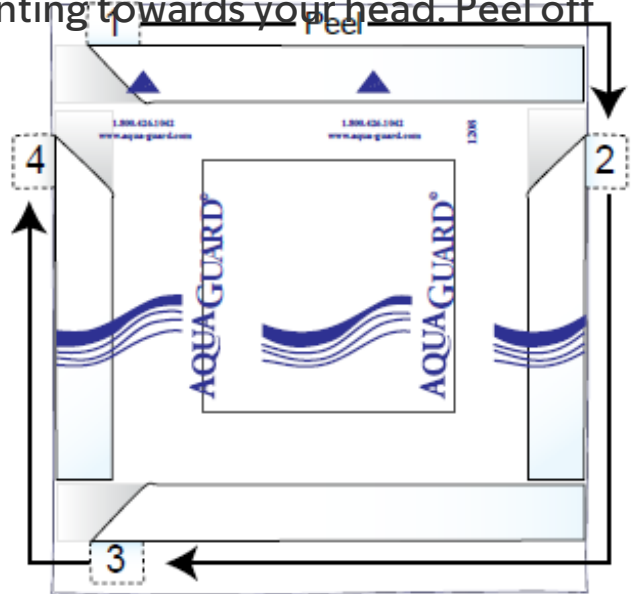 nting towards your head. Peel off
1 Peel
1.800.426.1042 1.800.426.1042
www.aqua-guard.com www.aqua-guard.com
4 2
AQUAGUARD® AQUAGUARD®
3